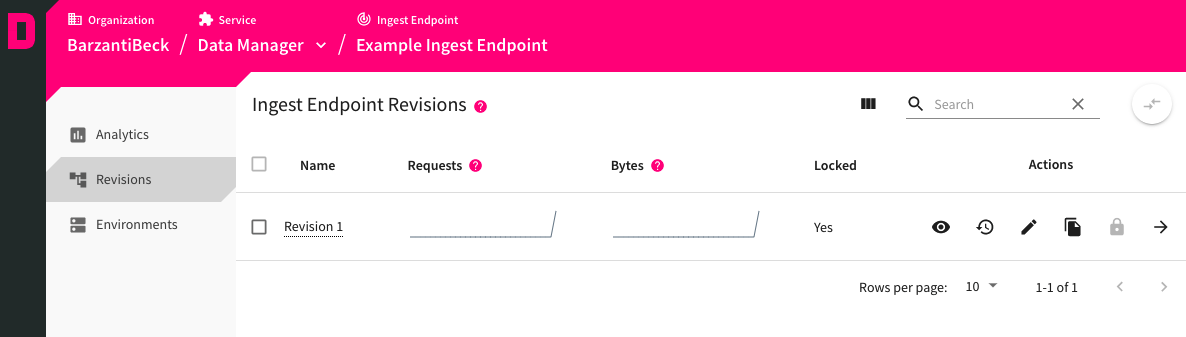 D
Organization Service Ingest Endpoint
BarzantiBeck / Data Manager / Example Ingest Endpoint
Ingest Endpoint Revisions ?
Search
Analytics
Revisions
Environments
Name Requests ? Bytes ? Locked Actions
Revision 1 Yes
Rows per page: 10 1-1 of 1